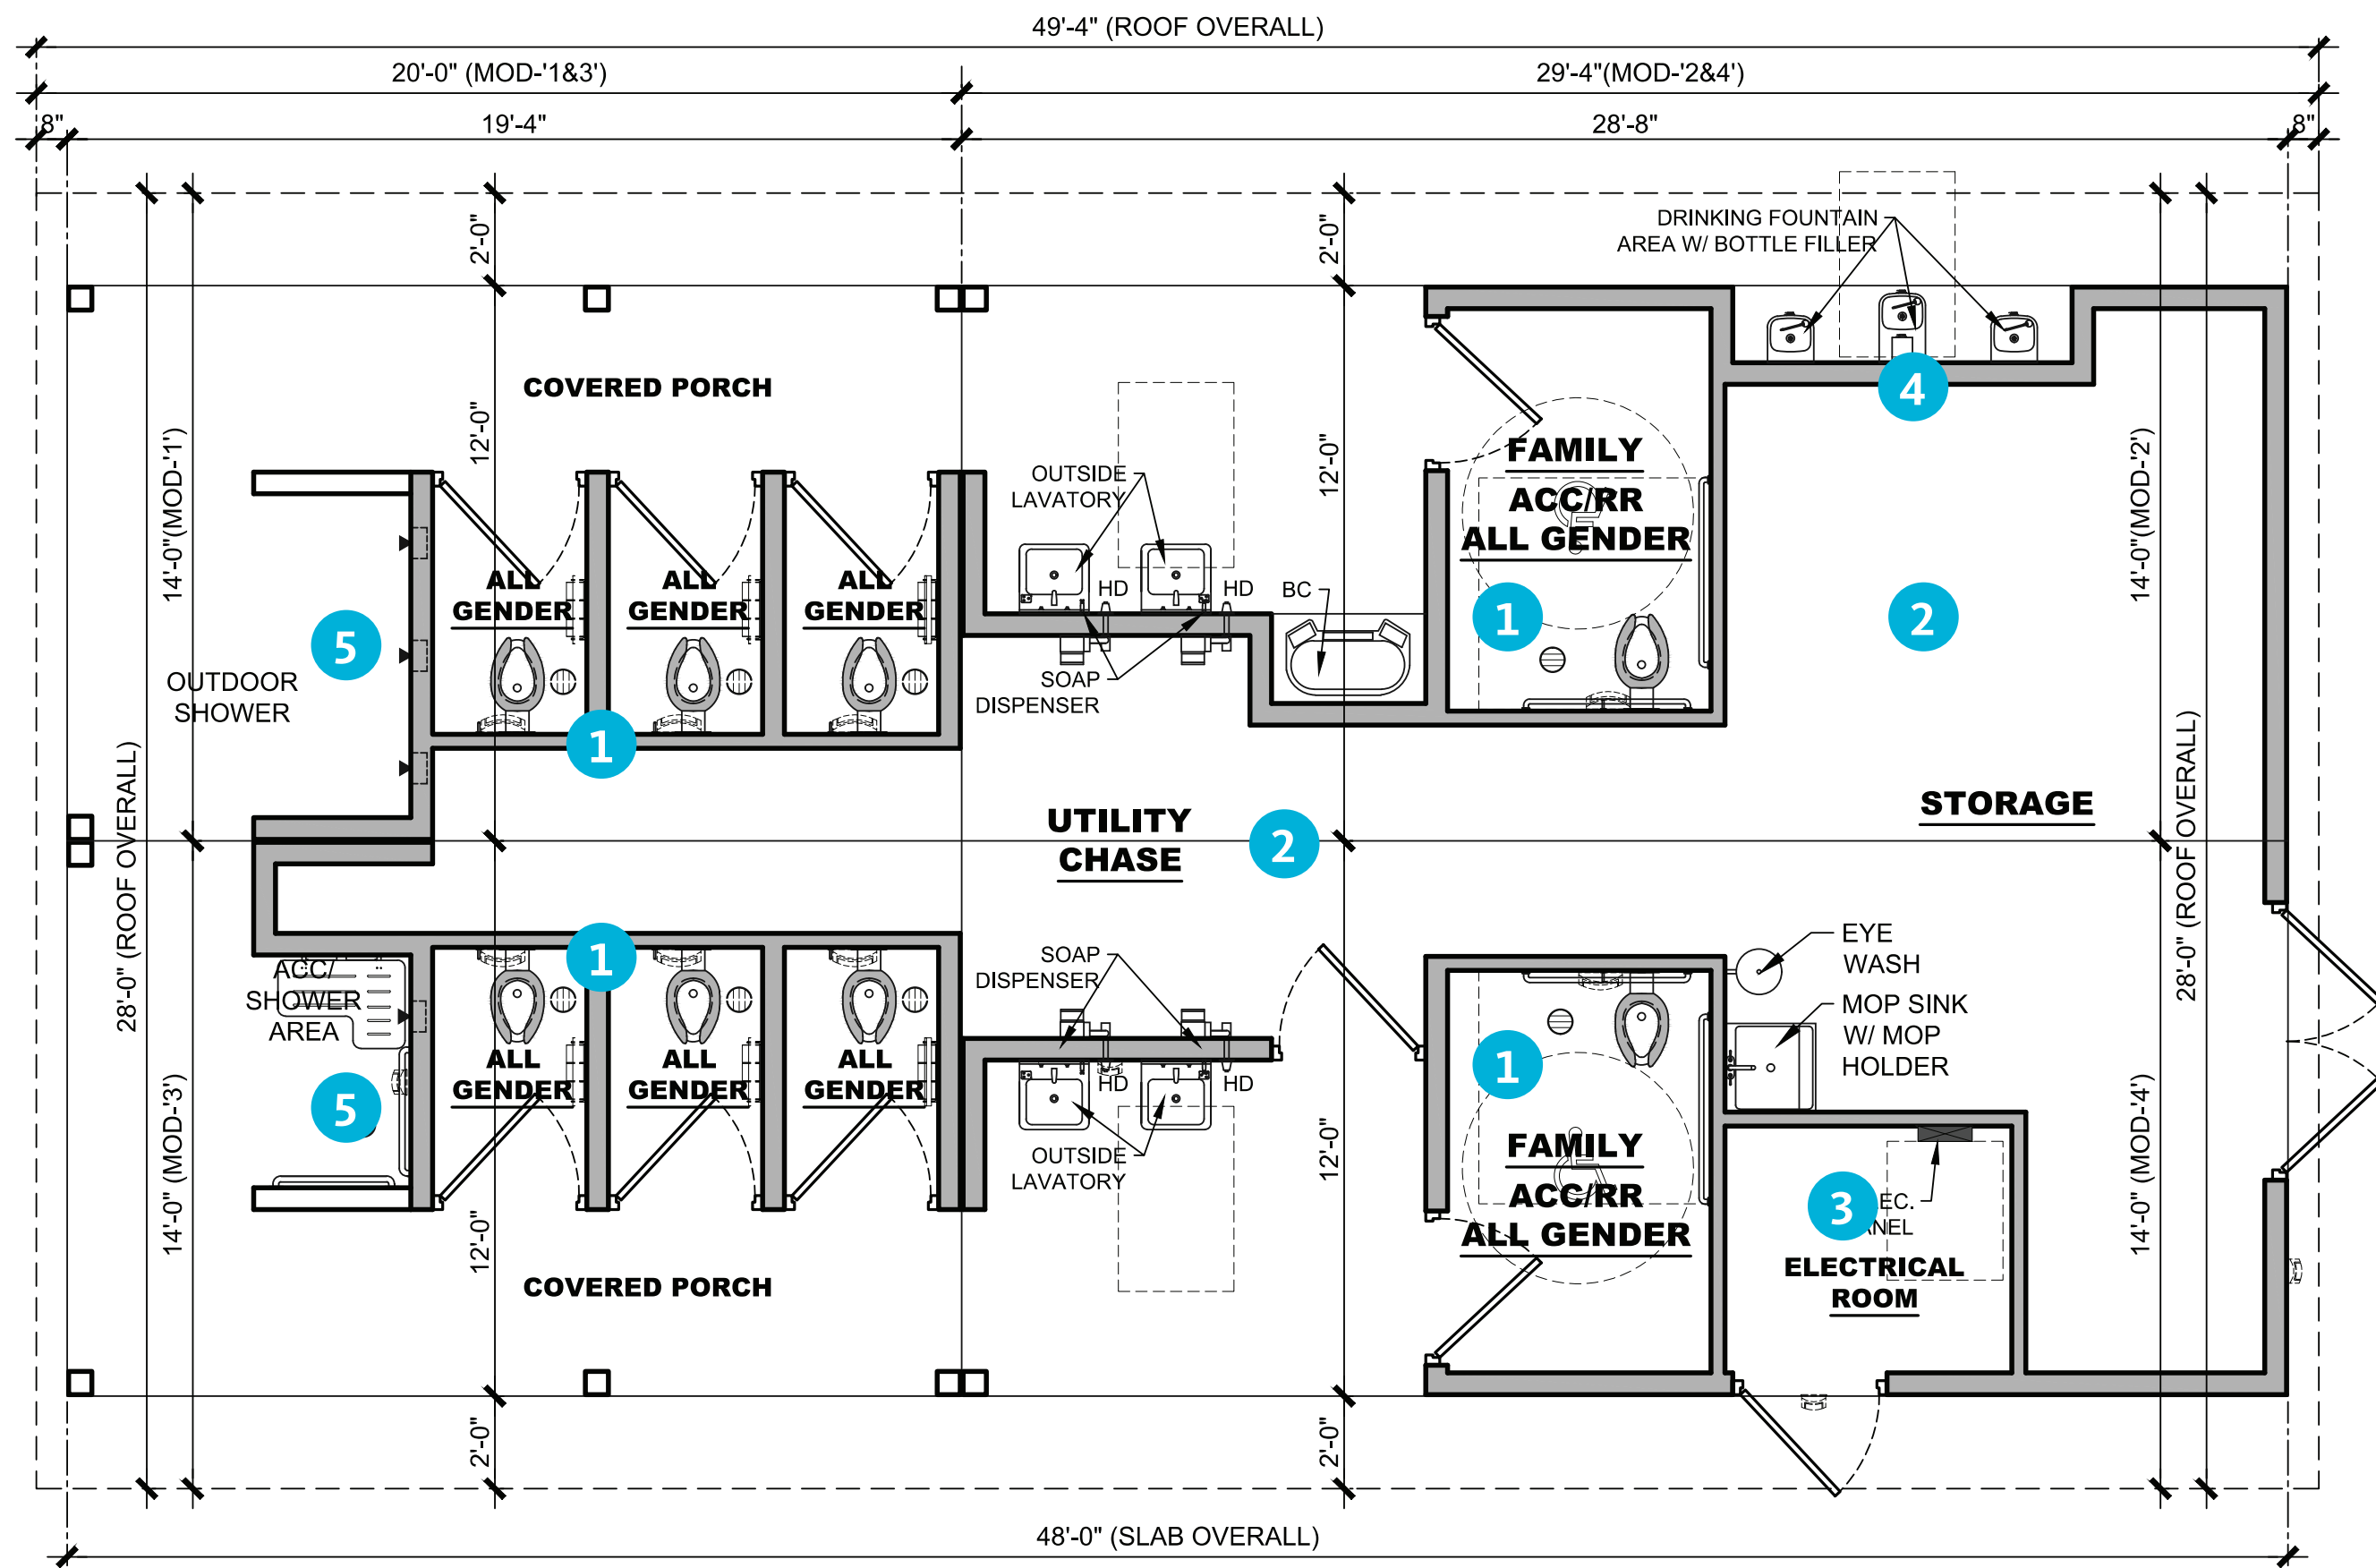 49'-4" (ROOF OVERALL)
20'-0" (MOD-'1&3')
29'-4"(MOD-'2&4')
8"
19'-4"
28'-8"
8"
2'-0"
2'-0"
DRINKING FOUNTAIN
AREA W/ BOTTLE FILLER
COVERED PORCH
4
14'-0"(MOD-'1')
12'-0"
12'-0"
14'-0"(MOD-'2')
OUTSIDE
LAVATORY
FAMILY
ACC/RR
ALL GENDER
ALL
GENDER
ALL
GENDER
ALL
GENDER
HD
HD
BC
1
2
5
OUTDOOR
SHOWER
SOAP
DISPENSER
1
28'-0" (ROOF OVERALL)
28'-0" (ROOF OVERALL)
UTILITY
CHASE
2
STORAGE
1
ACC/
SHOWER
AREA
SOAP
DISPENSER
EYE
WASH
MOP SINK
W/ MOP
HOLDER
1
ALL
GENDER
ALL
GENDER
ALL
GENDER
HD
HD
5
OUTSIDE
LAVATORY
14'-0" (MOD-'3')
12'-0"
12'-0"
14'-0" (MOD-'4')
FAMILY
ACC/RR
ALL GENDER
3
EC.
NEL
ELECTRICAL
ROOM
COVERED PORCH
2'-0"
2'-0"
48'-0" (SLAB OVERALL)